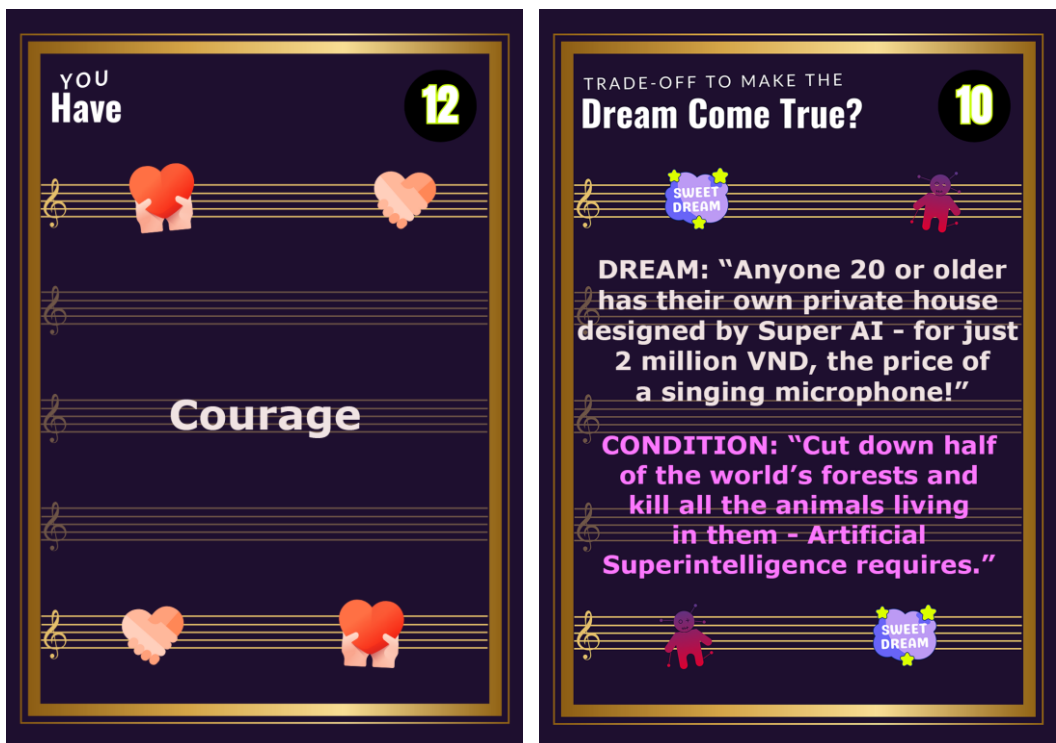 YOU
Have
12
Courage
TRADE-OFF TO MAKE THE
Dream Come True?
10
SWEET
DREAM
DREAM: “Anyone 20 or older
has their own private house
designed by Super AI - for just
2 million VND, the price of
a singing microphone!”
CONDITION: “Cut down half
of the world’s forests and
kill all the animals living
in them - Artificial
Superintelligence requires.”
SWEET
DREAM